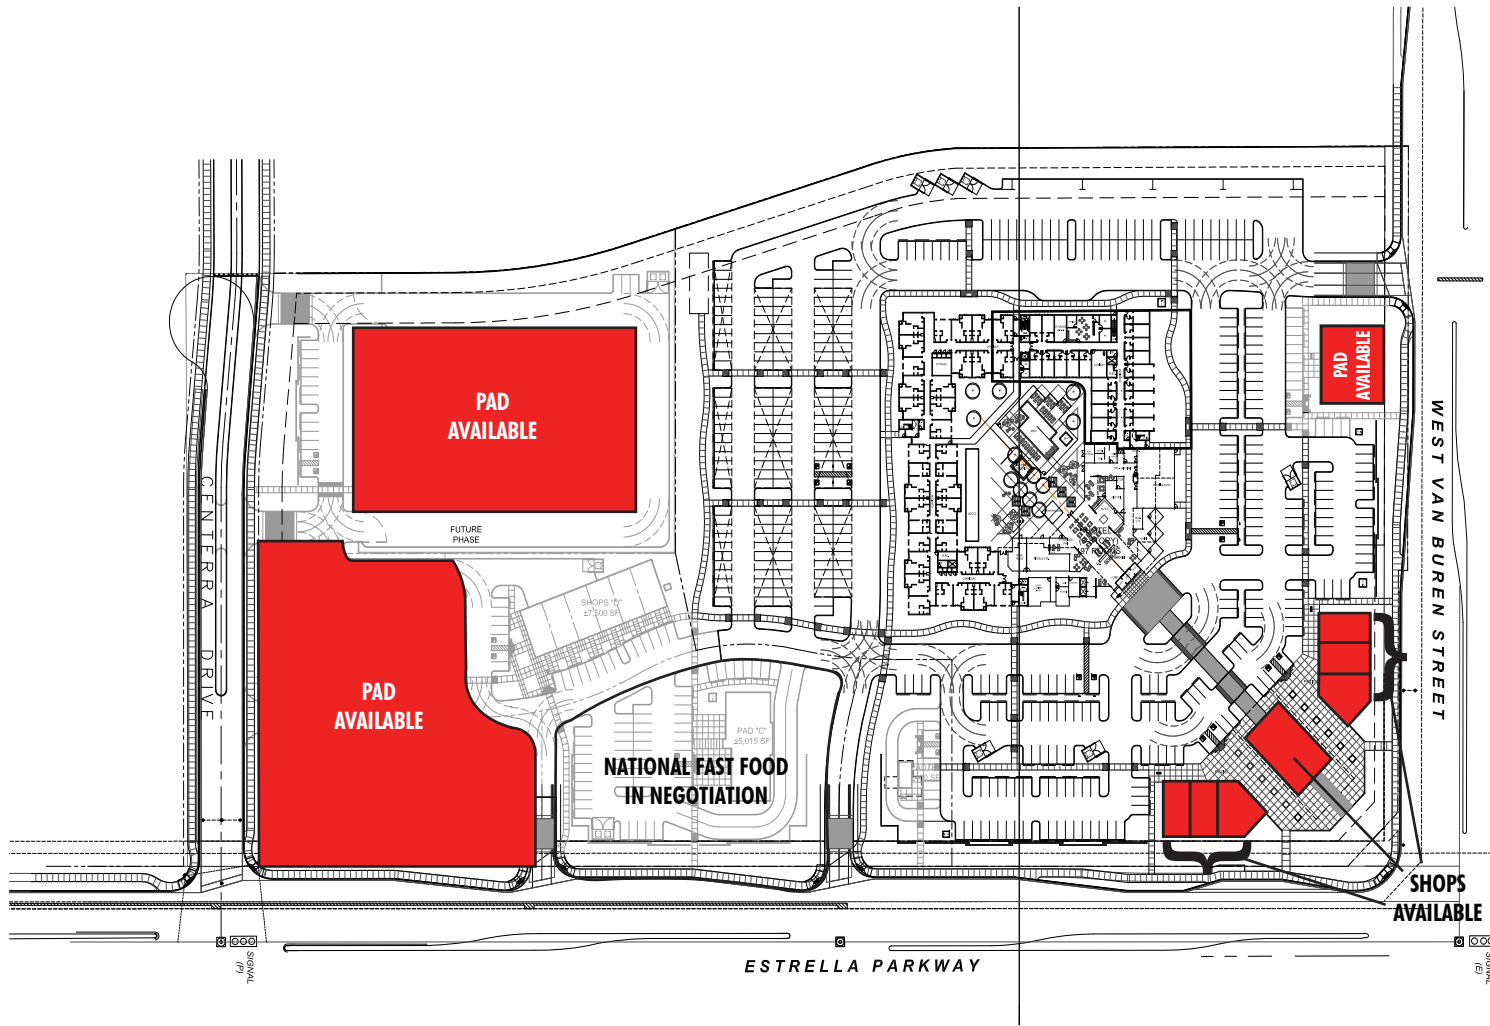 PAD
AVAILABLE
PAD
AVAILABLE
WEST VAN BUREN STREET
CENTERRA DRIVE
FUTURE
PHASE
SHOPS "D"
±7,500 SF
PAD
AVAILABLE
PAD "C"
±5,015 SF
NATIONAL FAST FOOD
IN NEGOTIATION
SHOPS
AVAILABLE
ESTRELLA PARKWAY
SIGNAL
(P)
SIGNAL
(E)